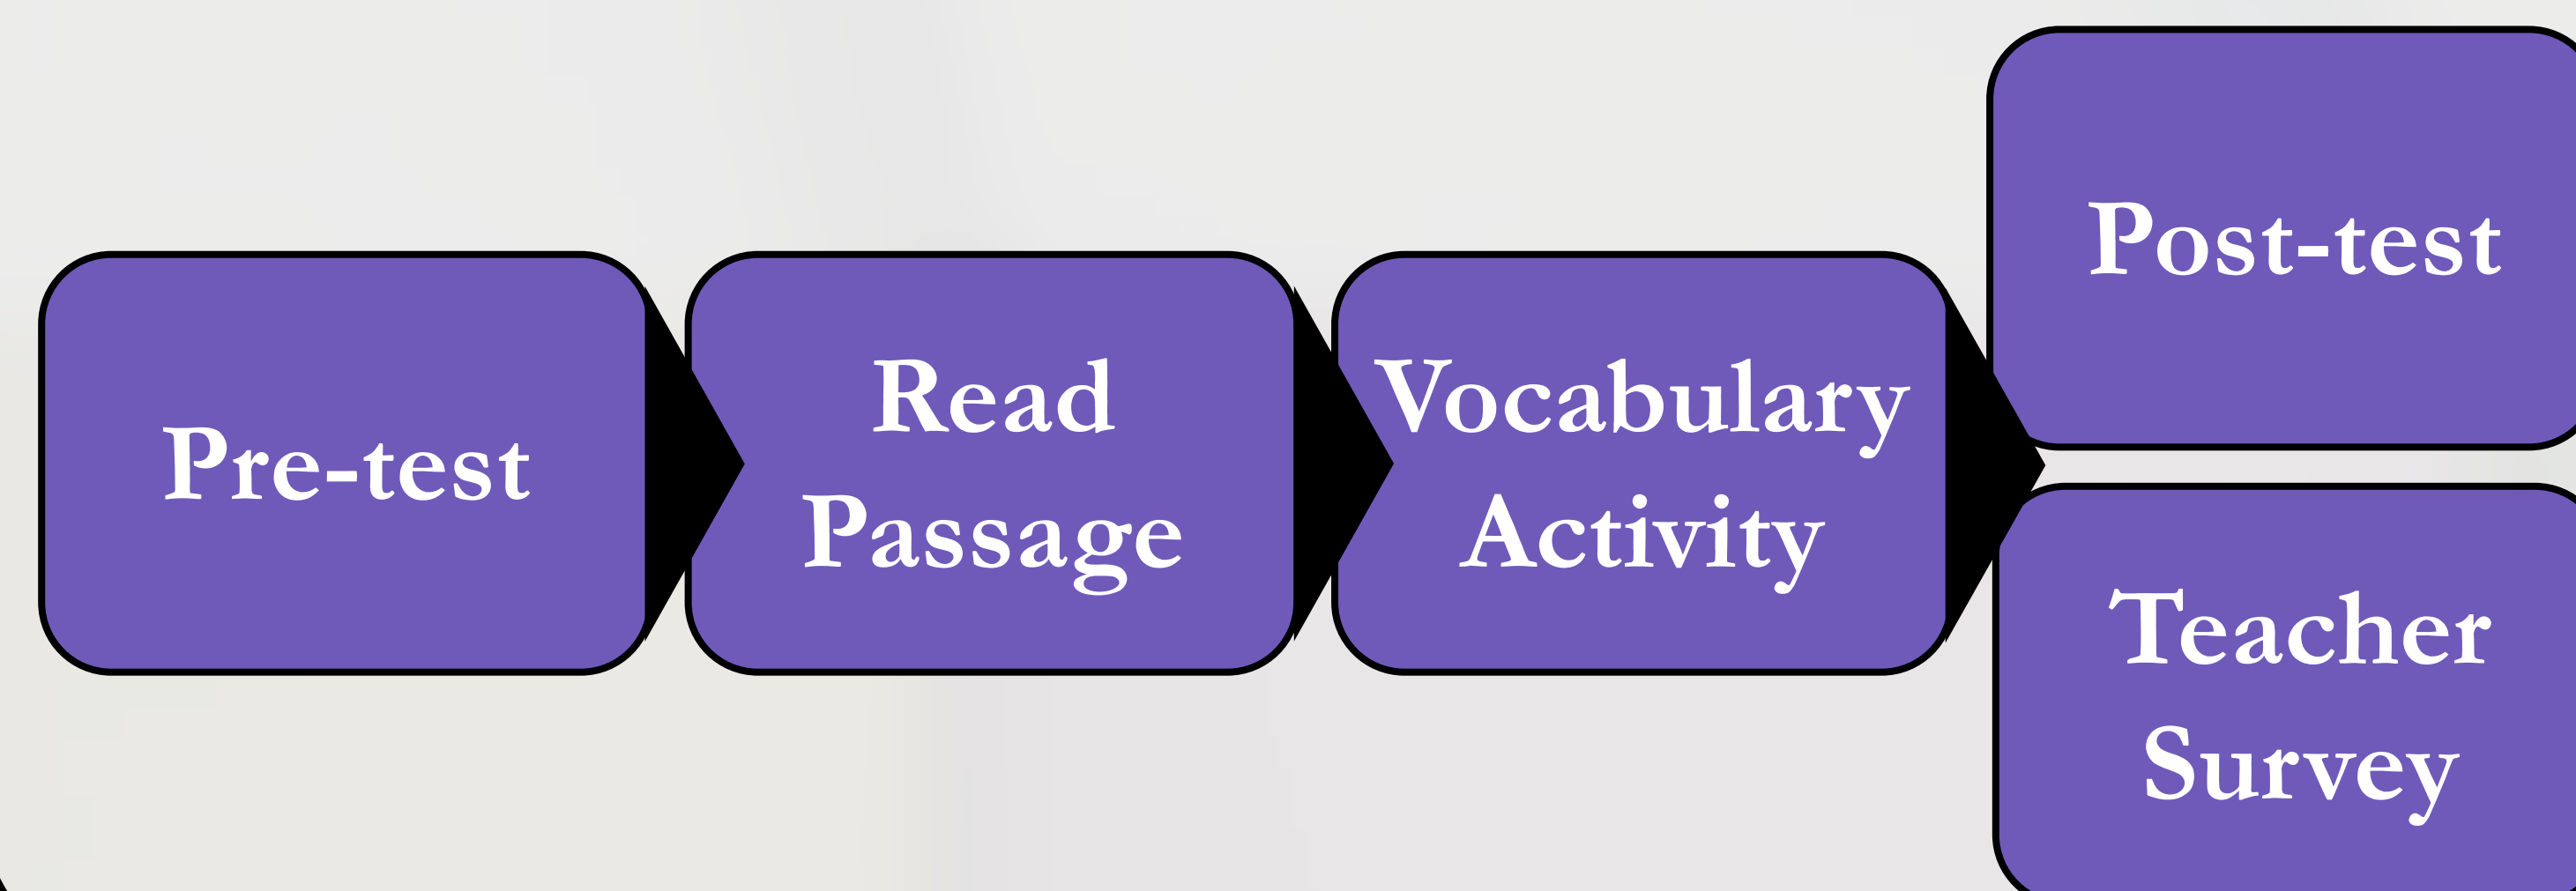 Pre-test
Read
Passage
Vocabulary
Activity
Post-test
Teacher
Survey